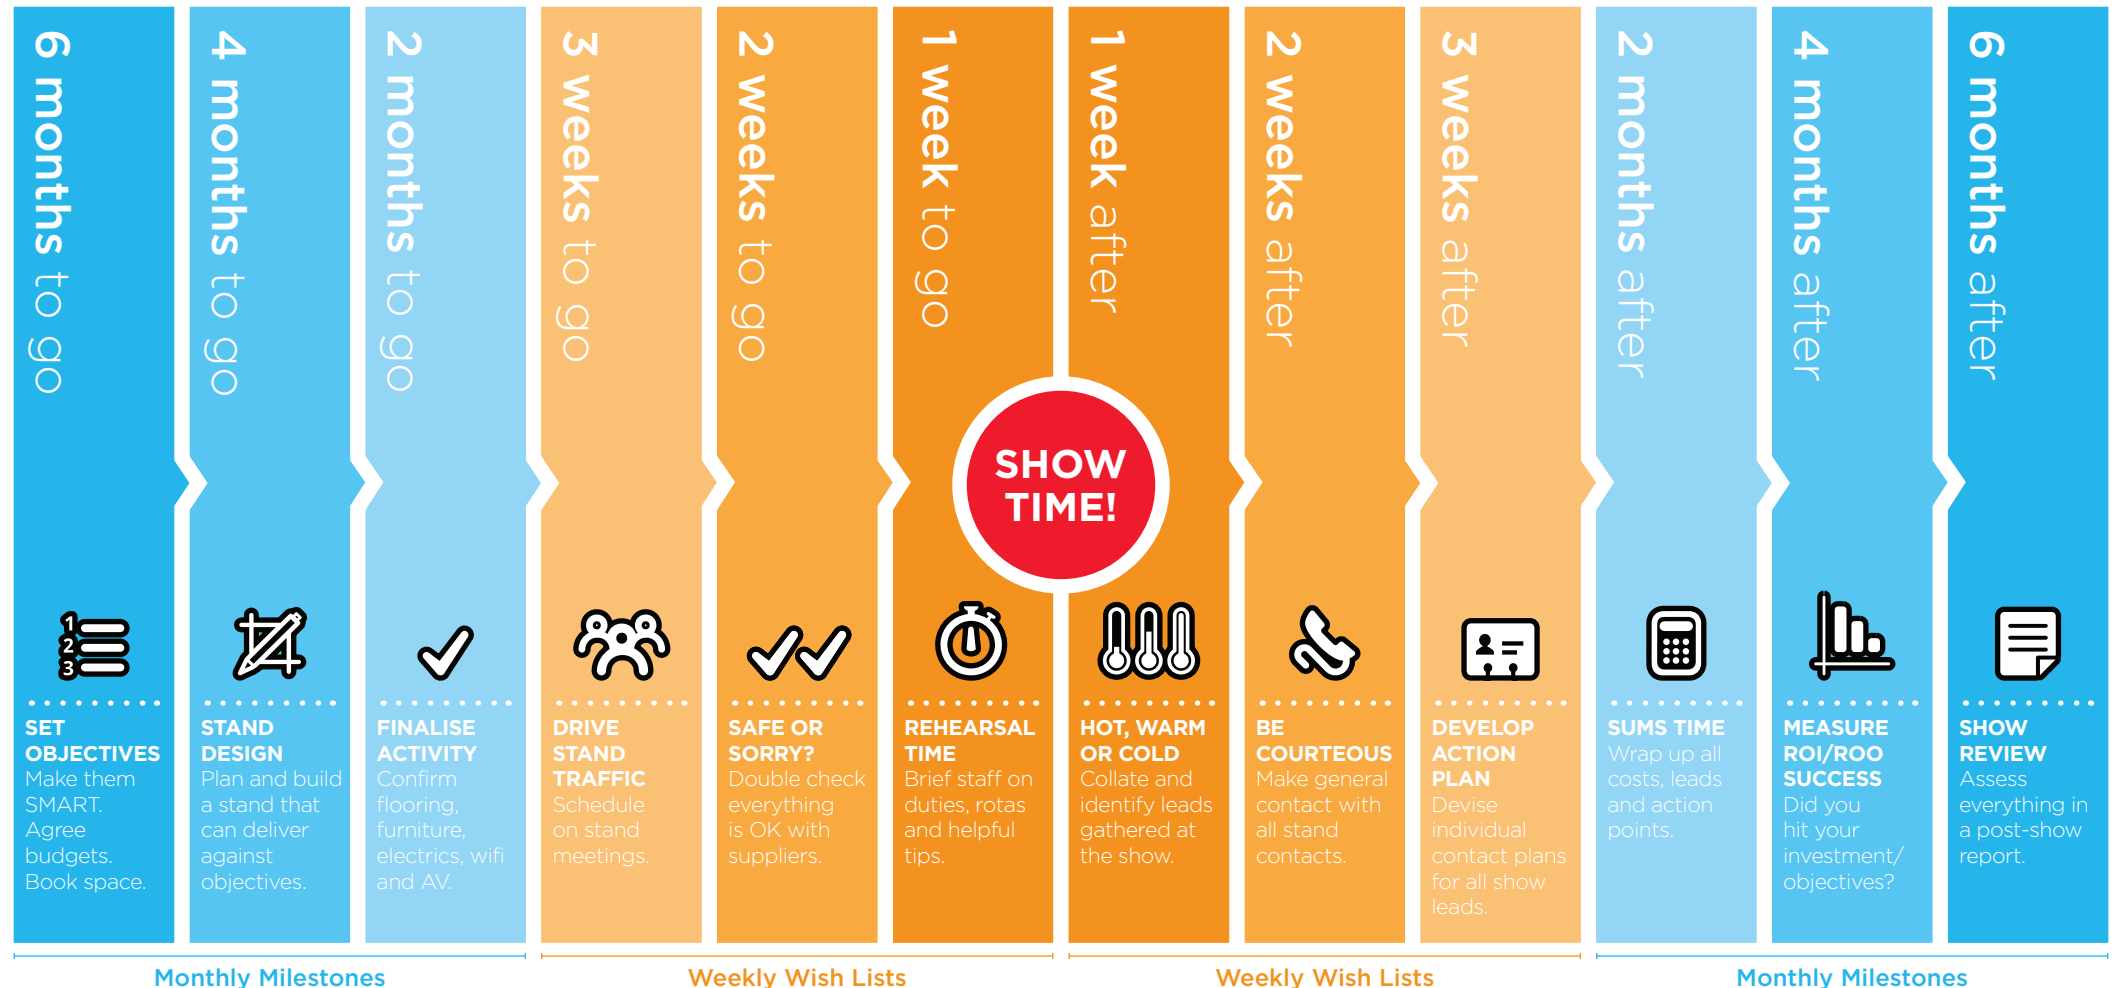 6 months to go
4 months to go
2 months to go
3 weeks to go
2 weeks to go
1 week to go
1 week after
2 weeks after
3 weeks after
2 months after
4 months after
6 months after
SHOW
TIME!
1
2
3
SET
OBJECTIVES
Make them
SMART.
Agree
budgets.
Book space.
STAND
DESIGN
Plan and build
a stand that
can deliver
against
objectives.
FINALISE
ACTIVITY
Confirm
flooring,
furniture,
electrics, wifi
and AV.
DRIVE
STAND
TRAFFIC
Schedule
on stand
meetings.
SAFE OR
SORRY?
Double check
everything
is OK with
suppliers.
REHEARSAL
TIME
Brief staff on
duties, rotas
and helpful
tips.
HOT, WARM
OR COLD
Collate and
identify leads
gathered at
the show.
BE
COURTEOUS
Make general
contact with
all stand
contacts.
DEVELOP
ACTION
PLAN
Devise
individual
contact plans
for all show
leads.
SUMS TIME
Wrap up all
costs, leads
and action
points.
MEASURE
ROI/ROO
SUCCESS
Did you
hit your
investment/
objectives?
SHOW
REVIEW
Assess
everything in
a post-show
report.
Monthly Milestones
Weekly Wish Lists
Weekly Wish Lists
Monthly Milestones